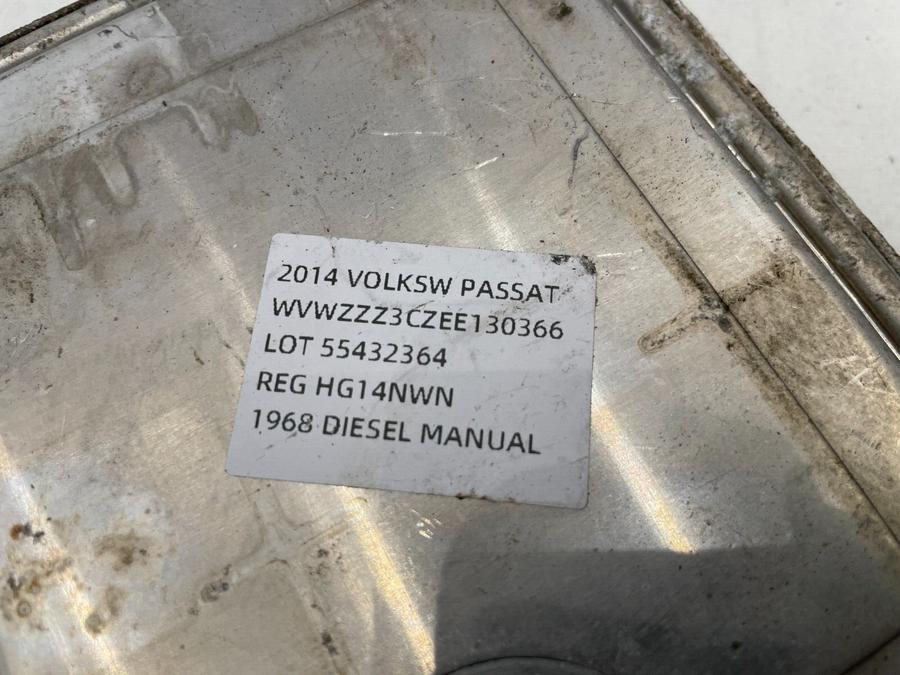 2014 VOLKSW PASSAT
WVWZZZ3CZEE130366
LOT 55432364
REG HG14NWN
1968 DIESEL MANUAL